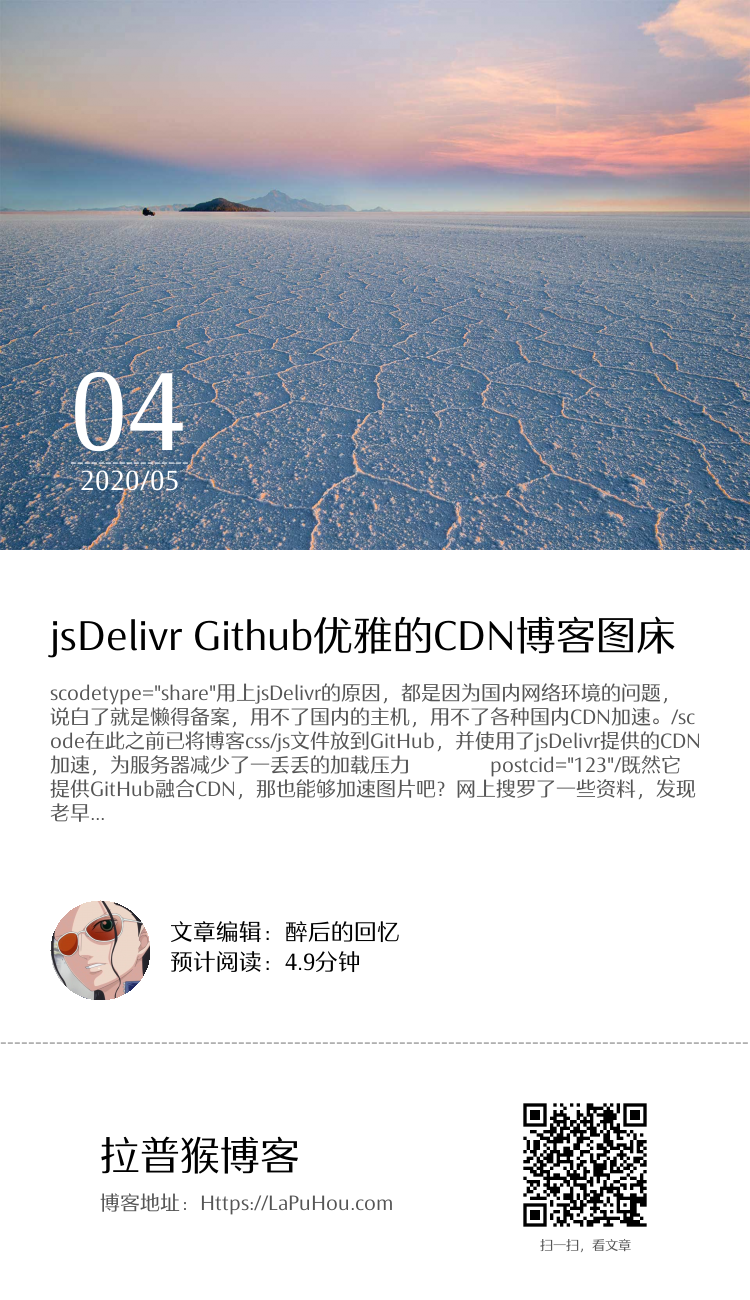 04
2020/05
jsDelivr Github优雅的CDN博客图床
scodetype="share"用上jsDelivr的原因，都是因为国内网络环境的问题，
说白了就是懒得备案，用不了国内的主机，用不了各种国内CDN加速。/sc
ode在此之前已将博客css/js文件放到GitHub，并使用了jsDelivr提供的CDN
加速，为服务器减少了一丢丢的加载压力 postcid="123"/既然它
提供GitHub融合CDN，那也能够加速图片吧？网上搜罗了一些资料，发现
老早...
文章编辑：醉后的回忆
预计阅读：4.9分钟
拉普猴博客
博客地址：Https://LaPuHou.com
扫一扫，看文章